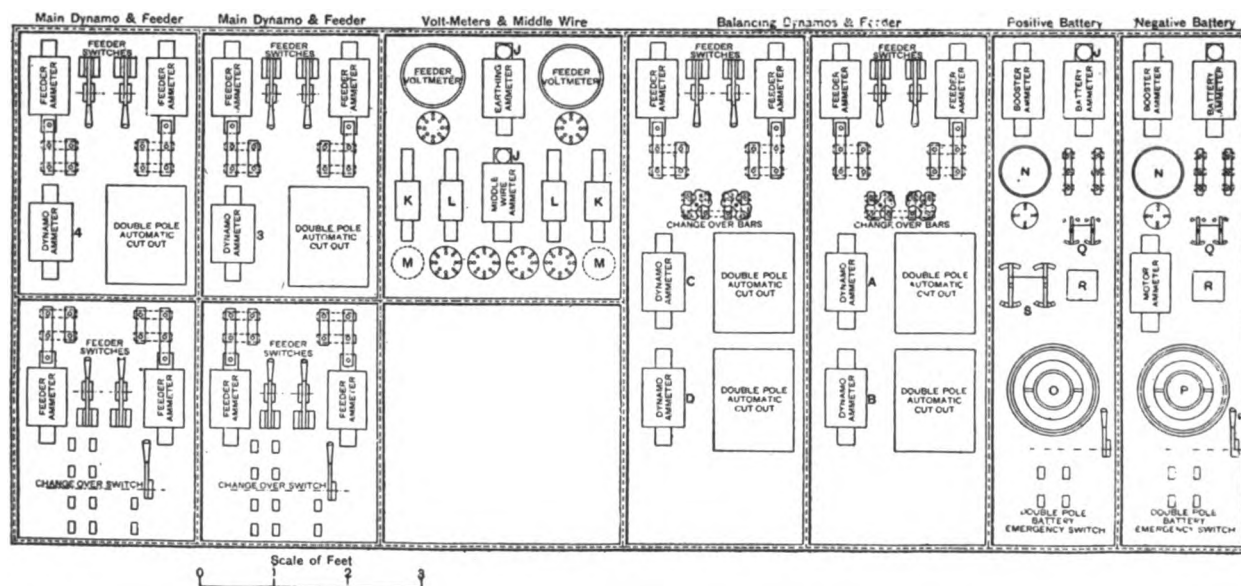 Main Dynamo & Feeder
Main Dynamo & Feeder
Volt-Meters & Middle Wire
Balancing Dynamos & Feeder
Positive Battery
Negative Battery
FEEDER
SWITCHES
FEEDER
AMMETER
FEEDER
AMMETER
DYNAMO
AMMETER
4
DOUBLE POLE
AUTOMATIC
CUT OUT
FEEDER
SWITCHES
FEEDER
AMMETER
FEEDER
AMMETER
DYNAMO
AMMETER
3
DOUBLE POLE
AUTOMATIC
CUT OUT
FEEDER
VOLTMETER
J
EARTHING
AMMETER
FEEDER
VOLTMETER
J
MIDDLE
WIRE
AMMETER
K
L
L
K
M
M
FEEDER
SWITCHES
FEEDER
AMMETER
FEEDER
AMMETER
CHANGE OVER BARS
DYNAMO
AMMETER
C
DOUBLE POLE
AUTOMATIC
CUT OUT
DYNAMO
AMMETER
D
DOUBLE POLE
AUTOMATIC
CUT OUT
FEEDER
SWITCHES
FEEDER
AMMETER
FEEDER
AMMETER
CHANGE OVER BARS
DYNAMO
AMMETER
A
DOUBLE POLE
AUTOMATIC
CUT OUT
DYNAMO
AMMETER
B
DOUBLE POLE
AUTOMATIC
CUT OUT
BOOSTER
AMMETER
J
BATTERY
AMMETER
N
Q
R
S
O
DOUBLE POLE
BATTERY
EMERGENCY SWITCH
BOOSTER
AMMETER
BATTERY
AMMETER
N
Q
MOTOR
AMMETER
R
P
DOUBLE POLE
BATTERY
EMERGENCY SWITCH
FEEDER
SWITCHES
FEEDER
AMMETER
FEEDER
AMMETER
CHANGE OVER SWITCH
FEEDER
SWITCHES
FEEDER
AMMETER
FEEDER
AMMETER
CHANGE OVER SWITCH
Scale of Feet
0 1 2 3